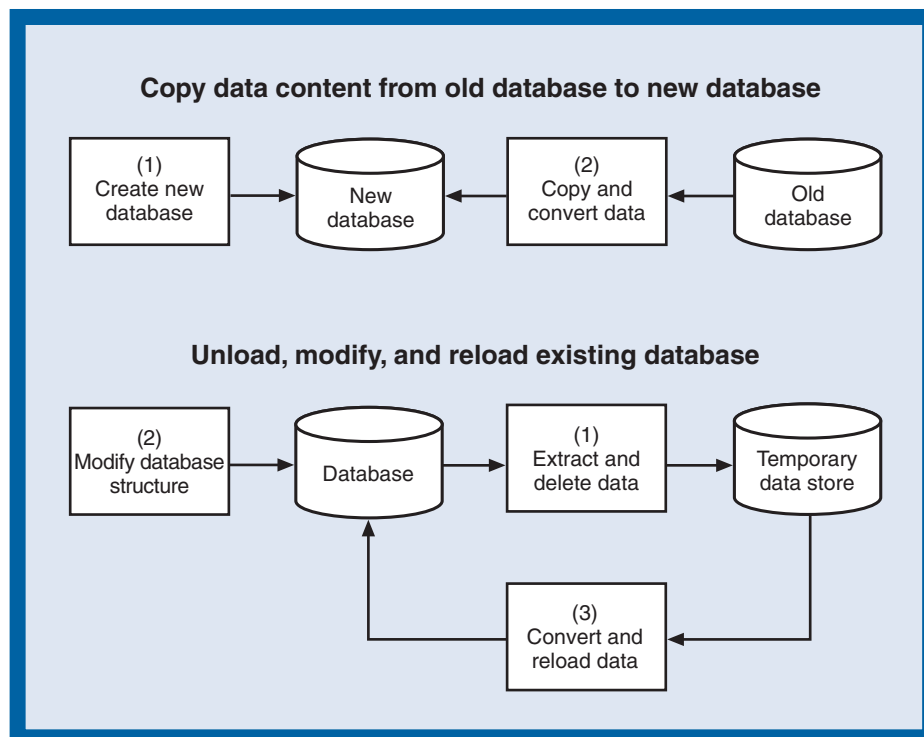 Copy data content from old database to new database
(1)
Create new
database
New
database
(2)
Copy and
convert data
Old
database
Unload, modify, and reload existing database
(2)
Modify database
structure
Database
(1)
Extract and
delete data
Temporary
data store
(3)
Convert and
reload data